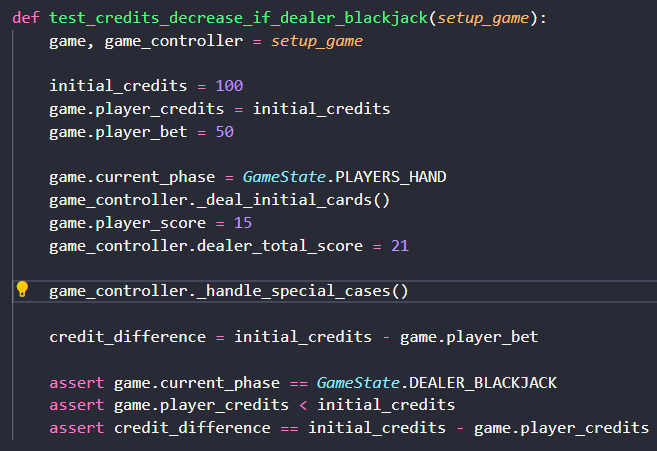 def test_credits_decrease_if_dealer_blackjack(setup_game):
game, game_controller = setup_game
initial_credits = 100
game.player_credits = initial_credits
game.player_bet = 50
game.current_phase = GameState.PLAYERS_HAND
game_controller._deal_initial_cards()
game.player_score = 15
game_controller.dealer_total_score = 21
game_controller._handle_special_cases()
credit_difference = initial_credits - game.player_bet
assert game.current_phase == GameState.DEALER_BLACKJACK
assert game.player_credits < initial_credits
assert credit_difference == initial_credits - game.player_credits